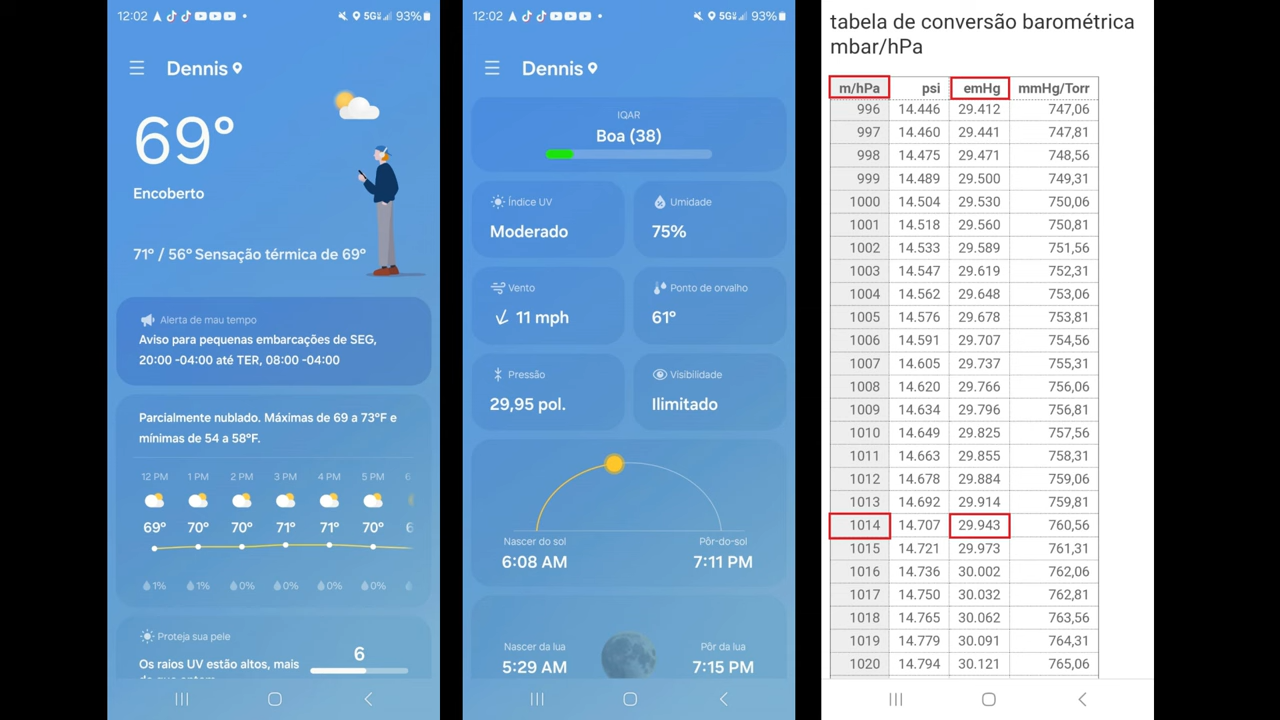 12:02
5G
93%
Dennis
69°
Encoberto
71° / 56° Sensação térmica de 69°
Alerta de mau tempo
Aviso para pequenas embarcações de SEG,
20:00 -04:00 até TER, 08:00 -04:00
Parcialmente nublado. Máximas de 69 a 73°F e
mínimas de 54 a 58°F.
12 PM 1 PM 2 PM 3 PM 4 PM 5 PM 6
69° 70° 70° 71° 71° 70° 6
1% 1% 0% 0% 0% 0%
Proteja sua pele
Os raios UV estão altos, mais
6
12:02
5G
93%
Dennis
IQAR
Boa (38)
Índice UV
Moderado
Umidade
75%
Vento
11 mph
Ponto de orvalho
61°
Pressão
29,95 pol.
Visibilidade
Ilimitado
Nascer do sol
6:08 AM
Pôr-do-sol
7:11 PM
Nascer da lua
5:29 AM
Pôr da lua
7:15 PM
tabela de conversão barométrica
mbar/hPa
m/hPa psi emHg mmHg/Torr
996 14.446 29.412 747,06
997 14.460 29.441 747,81
998 14.475 29.471 748,56
999 14.489 29.500 749,31
1000 14.504 29.530 750,06
1001 14.518 29.560 750,81
1002 14.533 29.589 751,56
1003 14.547 29.619 752,31
1004 14.562 29.648 753,06
1005 14.576 29.678 753,81
1006 14.591 29.707 754,56
1007 14.605 29.737 755,31
1008 14.620 29.766 756,06
1009 14.634 29.796 756,81
1010 14.649 29.825 757,56
1011 14.663 29.855 758,31
1012 14.678 29.884 759,06
1013 14.692 29.914 759,81
1014 14.707 29.943 760,56
1015 14.721 29.973 761,31
1016 14.736 30.002 762,06
1017 14.750 30.032 762,81
1018 14.765 30.062 763,56
1019 14.779 30.091 764,31
1020 14.794 30.121 765,06